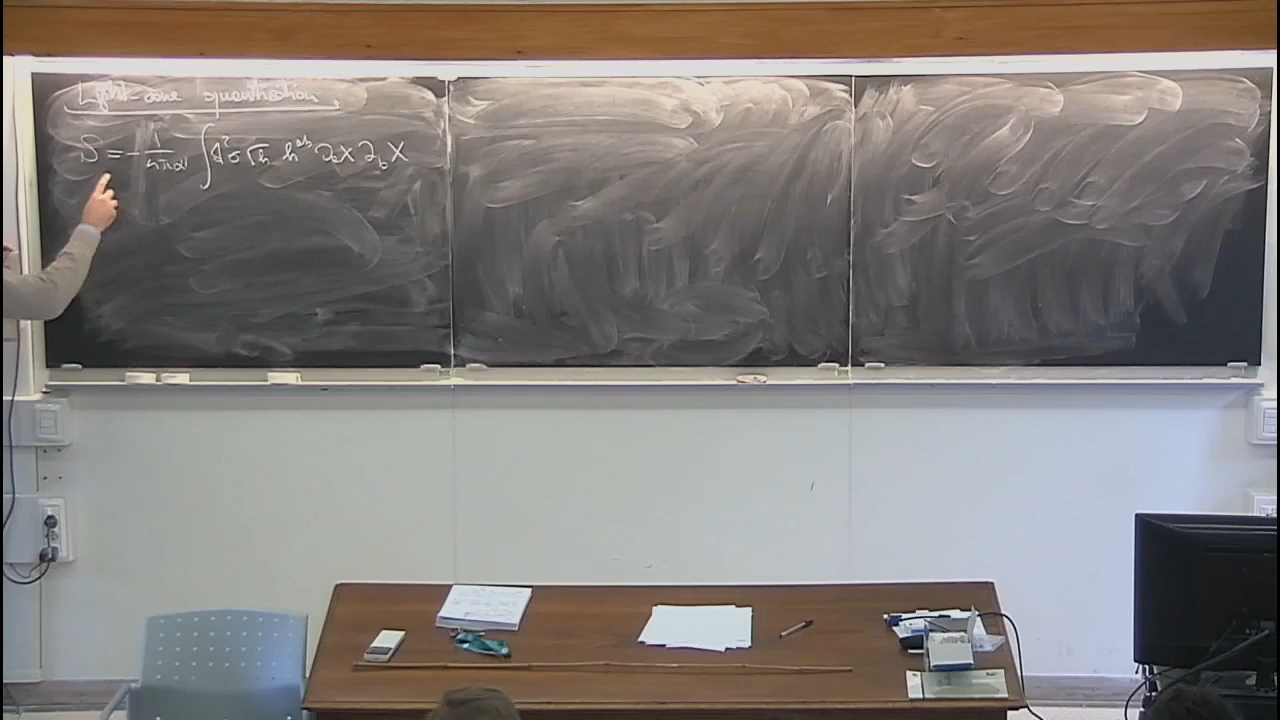 Light-cone quantization
S = - 1/4πα' ∫ d²σ √h h^{ab} ∂_a X ∂_b X